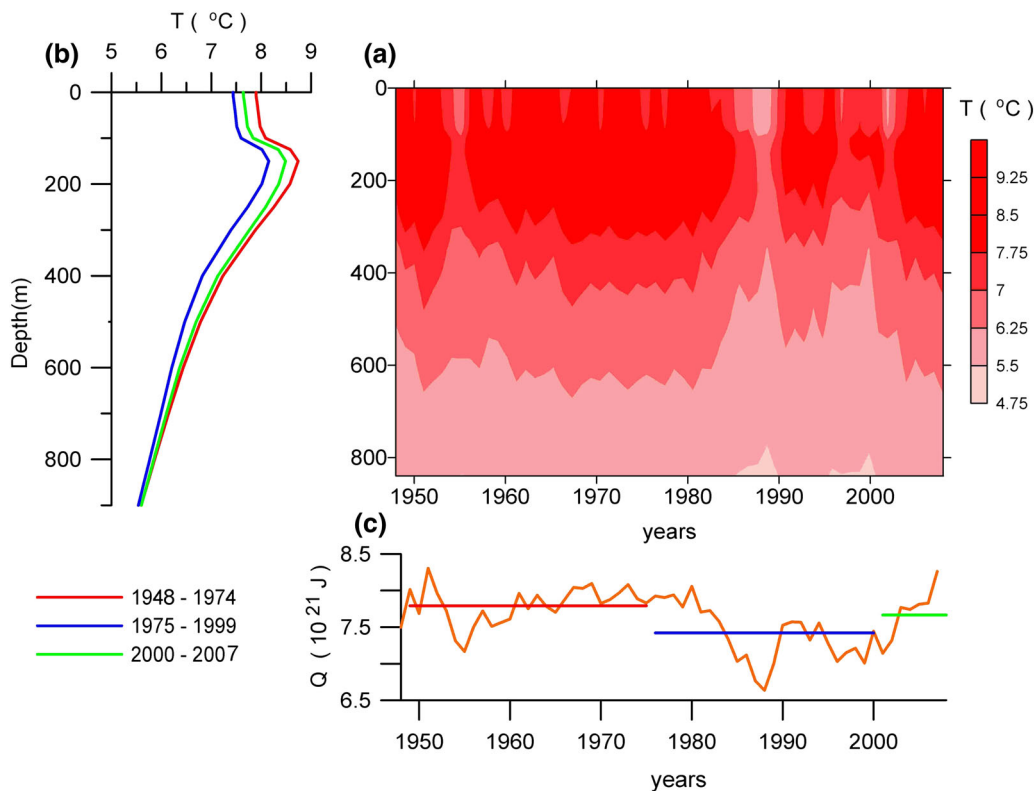 T ( °C )
(b)
5 6 7 8 9
0
200
400
600
800
Depth(m)
(a)
0
200
400
600
800
1950 1960 1970 1980 1990 2000
years
T ( °C )
9.25
8.5
7.75
7
6.25
5.5
4.75
1948 - 1974
1975 - 1999
2000 - 2007
(c)
8.5
7.5
6.5
Q ( 10²¹ J )
1950 1960 1970 1980 1990 2000
years